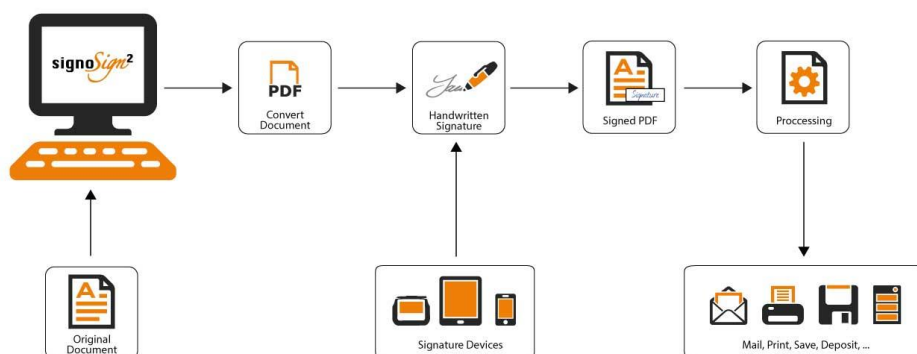 signoSign²
PDF
Convert
Document
Handwritten
Signature
A
Signature
Signed PDF
Proccessing
A
Original
Document
Signature Devices
Mail, Print, Save, Deposit, ...